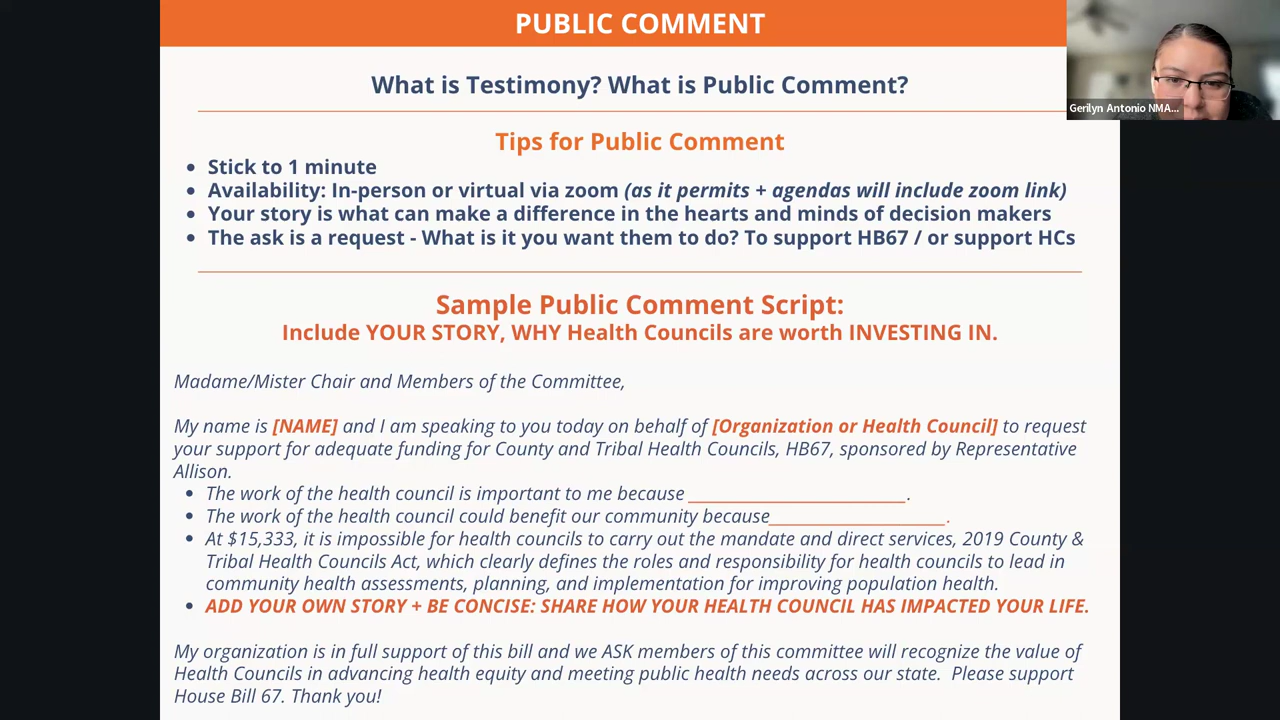 PUBLIC COMMENT
Gerilyn Antonio NMA...
What is Testimony? What is Public Comment?
Tips for Public Comment
• Stick to 1 minute
• Availability: In-person or virtual via zoom (as it permits + agendas will include zoom link)
• Your story is what can make a difference in the hearts and minds of decision makers
• The ask is a request - What is it you want them to do? To support HB67 / or support HCs
Sample Public Comment Script:
Include YOUR STORY, WHY Health Councils are worth INVESTING IN.
Madame/Mister Chair and Members of the Committee,
My name is [NAME] and I am speaking to you today on behalf of [Organization or Health Council] to request
your support for adequate funding for County and Tribal Health Councils, HB67, sponsored by Representative
Allison.
• The work of the health council is important to me because ______________________.
• The work of the health council could benefit our community because__________________.
• At $15,333, it is impossible for health councils to carry out the mandate and direct services, 2019 County &
Tribal Health Councils Act, which clearly defines the roles and responsibility for health councils to lead in
community health assessments, planning, and implementation for improving population health.
• ADD YOUR OWN STORY + BE CONCISE: SHARE HOW YOUR HEALTH COUNCIL HAS IMPACTED YOUR LIFE.
My organization is in full support of this bill and we ASK members of this committee will recognize the value of
Health Councils in advancing health equity and meeting public health needs across our state.  Please support
House Bill 67. Thank you!